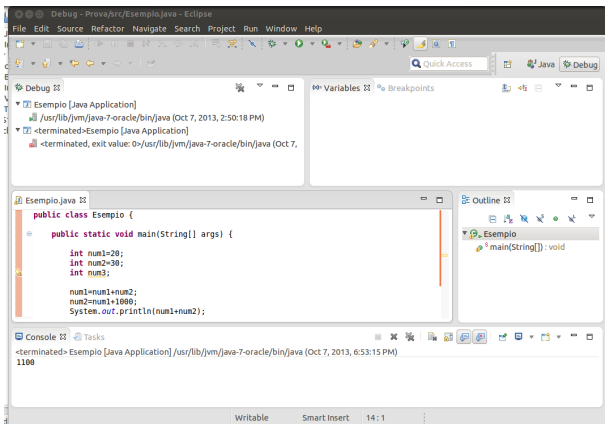 Debug - Prova/src/Esempio.java - Eclipse
File Edit Source Refactor Navigate Search Project Run Window Help
Quick Access
Java
Debug
Debug
Variables
Breakpoints
Esempio [Java Application]
/usr/lib/jvm/java-7-oracle/bin/java (Oct 7, 2013, 2:50:18 PM)
<terminated>Esempio [Java Application]
<terminated, exit value: 0>/usr/lib/jvm/java-7-oracle/bin/java (Oct 7,
Esempio.java
Outline
public class Esempio {
Esempio
public static void main(String[] args) {
main(String[]) : void
int num1=20;
int num2=30;
int num3;
num1=num1+num2;
num2=num1+1000;
System.out.println(num1+num2);
Console
Tasks
<terminated> Esempio [Java Application] /usr/lib/jvm/java-7-oracle/bin/java (Oct 7, 2013, 6:53:15 PM)
1100
Writable
Smart Insert
14 : 1